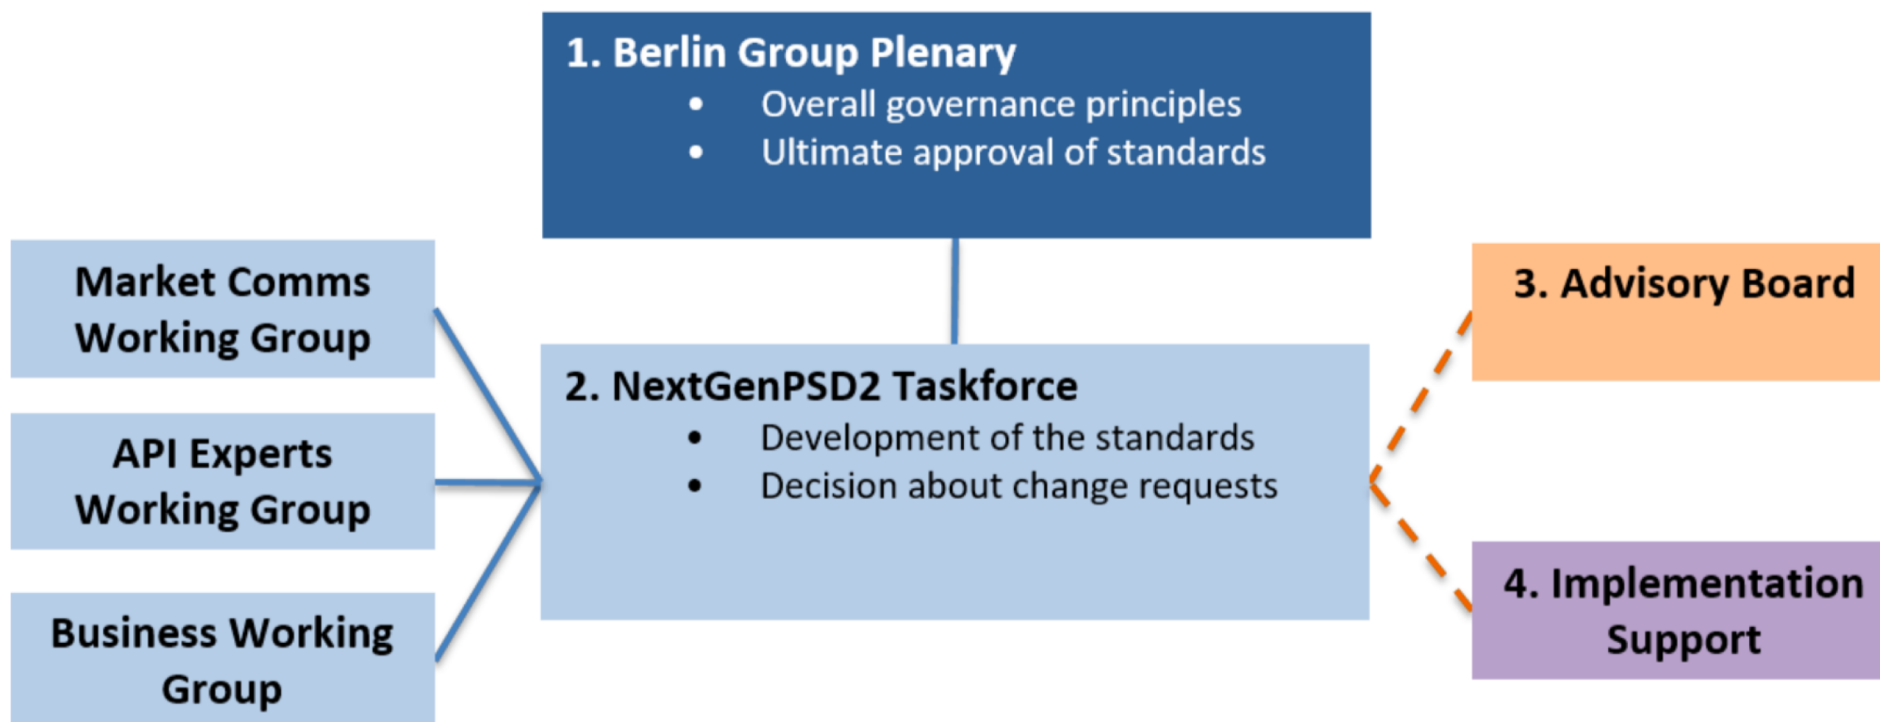 1. Berlin Group Plenary
• Overall governance principles
• Ultimate approval of standards
Market Comms
Working Group
API Experts
Working Group
Business Working
Group
2. NextGenPSD2 Taskforce
• Development of the standards
• Decision about change requests
3. Advisory Board
4. Implementation
Support